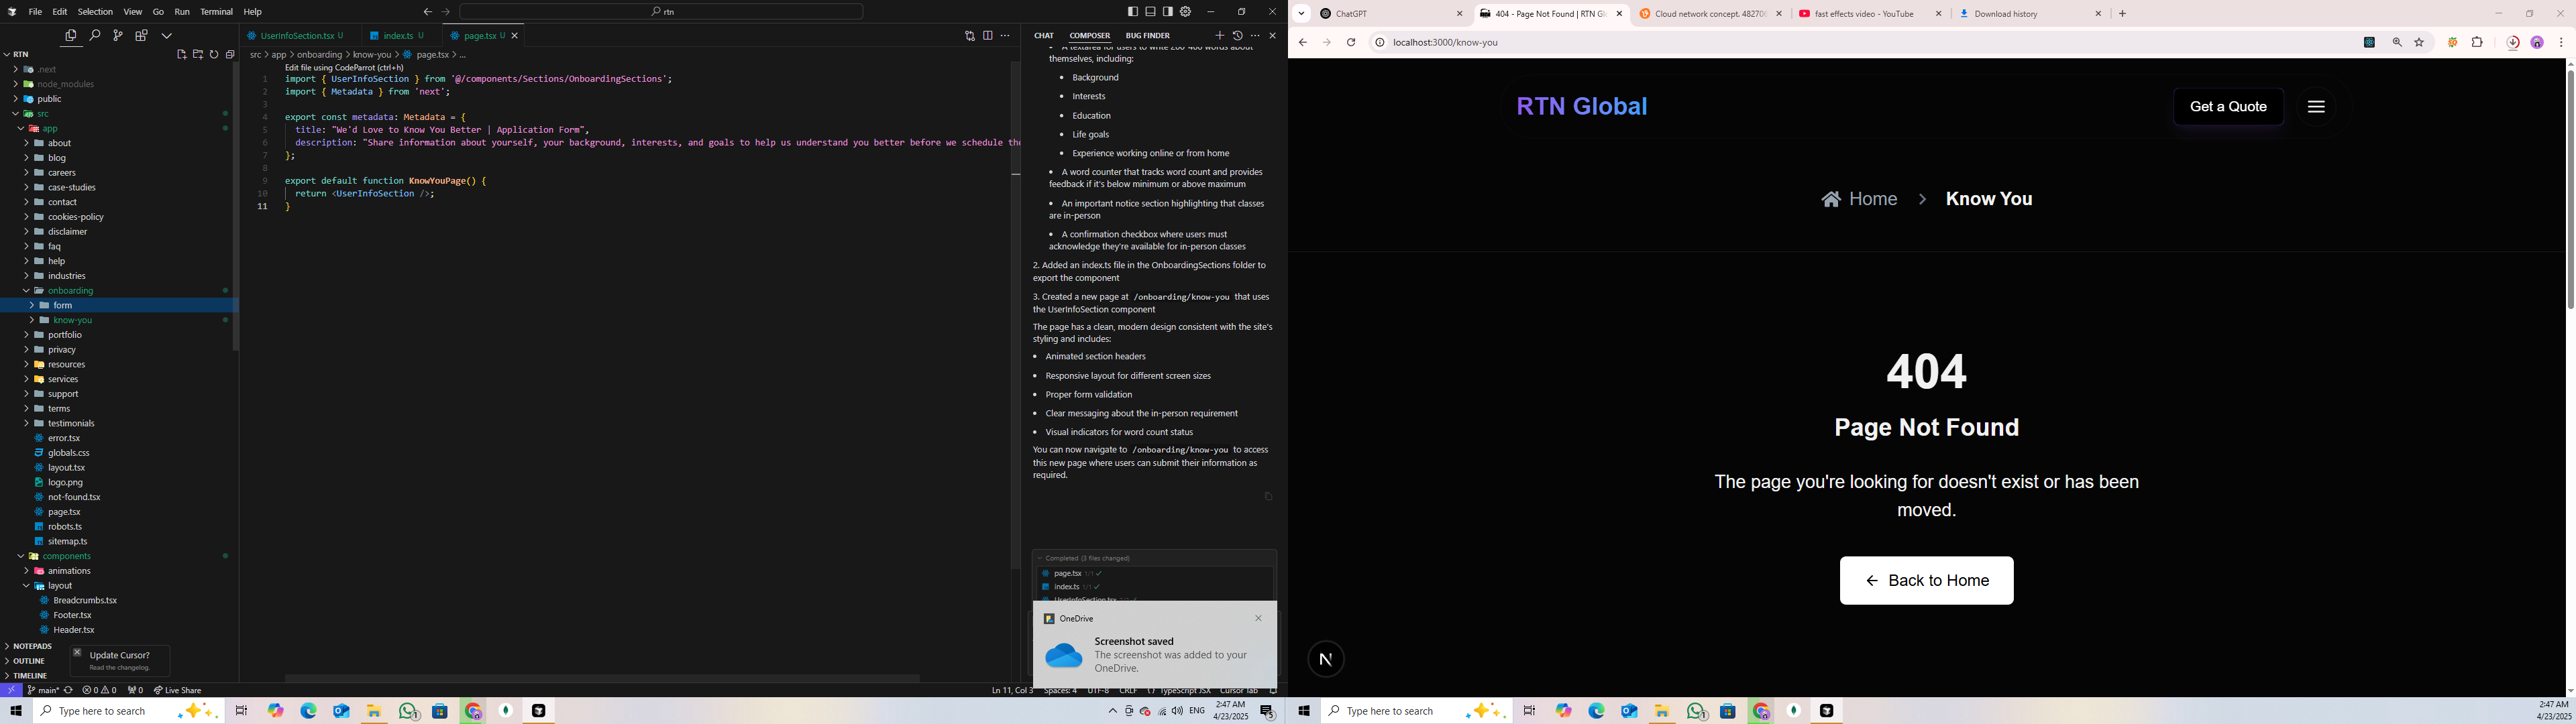 File Edit Selection View Go Run Terminal Help
rtn
RTN
.next
node_modules
public
src
app
about
blog
careers
case-studies
contact
cookies-policy
disclaimer
faq
help
industries
onboarding
form
know-you
portfolio
privacy
resources
services
support
terms
testimonials
error.tsx
globals.css
layout.tsx
logo.png
not-found.tsx
page.tsx
robots.ts
sitemap.ts
components
animations
layout
Breadcrumbs.tsx
Footer.tsx
Header.tsx
NOTEPADS
OUTLINE
TIMELINE
Update Cursor?
Read the changelog.
UserInfoSection.tsx U index.ts U page.tsx U
src > app > onboarding > know-you > page.tsx > ...
Edit file using CodeParrot (ctrl+h)
1 import { UserInfoSection } from '@/components/Sections/OnboardingSections';
2 import { Metadata } from 'next';
3
4 export const metadata: Metadata = {
5 title: "We'd Love to Know You Better | Application Form",
6 description: "Share information about yourself, your background, interests, and goals to help us understand you better before we schedule the
7 };
8
9 export default function KnowYouPage() {
10 return <UserInfoSection />;
11 }
CHAT COMPOSER BUG FINDER
A textarea for users to write 200-400 words about
themselves, including:
Background
Interests
Education
Life goals
Experience working online or from home
A word counter that tracks word count and provides
feedback if it's below minimum or above maximum
An important notice section highlighting that classes
are in-person
A confirmation checkbox where users must
acknowledge they're available for in-person classes
2. Added an index.ts file in the OnboardingSections folder to
export the component
3. Created a new page at /onboarding/know-you that uses
the UserInfoSection component
The page has a clean, modern design consistent with the site's
styling and includes:
Animated section headers
Responsive layout for different screen sizes
Proper form validation
Clear messaging about the in-person requirement
Visual indicators for word count status
You can now navigate to /onboarding/know-you to access
this new page where users can submit their information as
required.
Completed (3 files changed)
page.tsx 1/1
index.ts 1/1
UserInfoSection.tsx
OneDrive
Screenshot saved
The screenshot was added to your
OneDrive.
main* 0 0 0 Live Share
Ln 11, Col 3 Spaces: 4 UTF-8 CRLF TypeScript JSX Cursor Tab
Type here to search
1
ENG
2:47 AM
4/23/2025
5
ChatGPT
404 - Page Not Found | RTN Gl
Cloud network concept. 48270
fast effects video - YouTube
Download history
localhost:3000/know-you
RTN Global
Get a Quote
Home > Know You
404
Page Not Found
The page you're looking for doesn't exist or has been
moved.
Back to Home
N
Type here to search
1
2:47 AM
4/23/2025